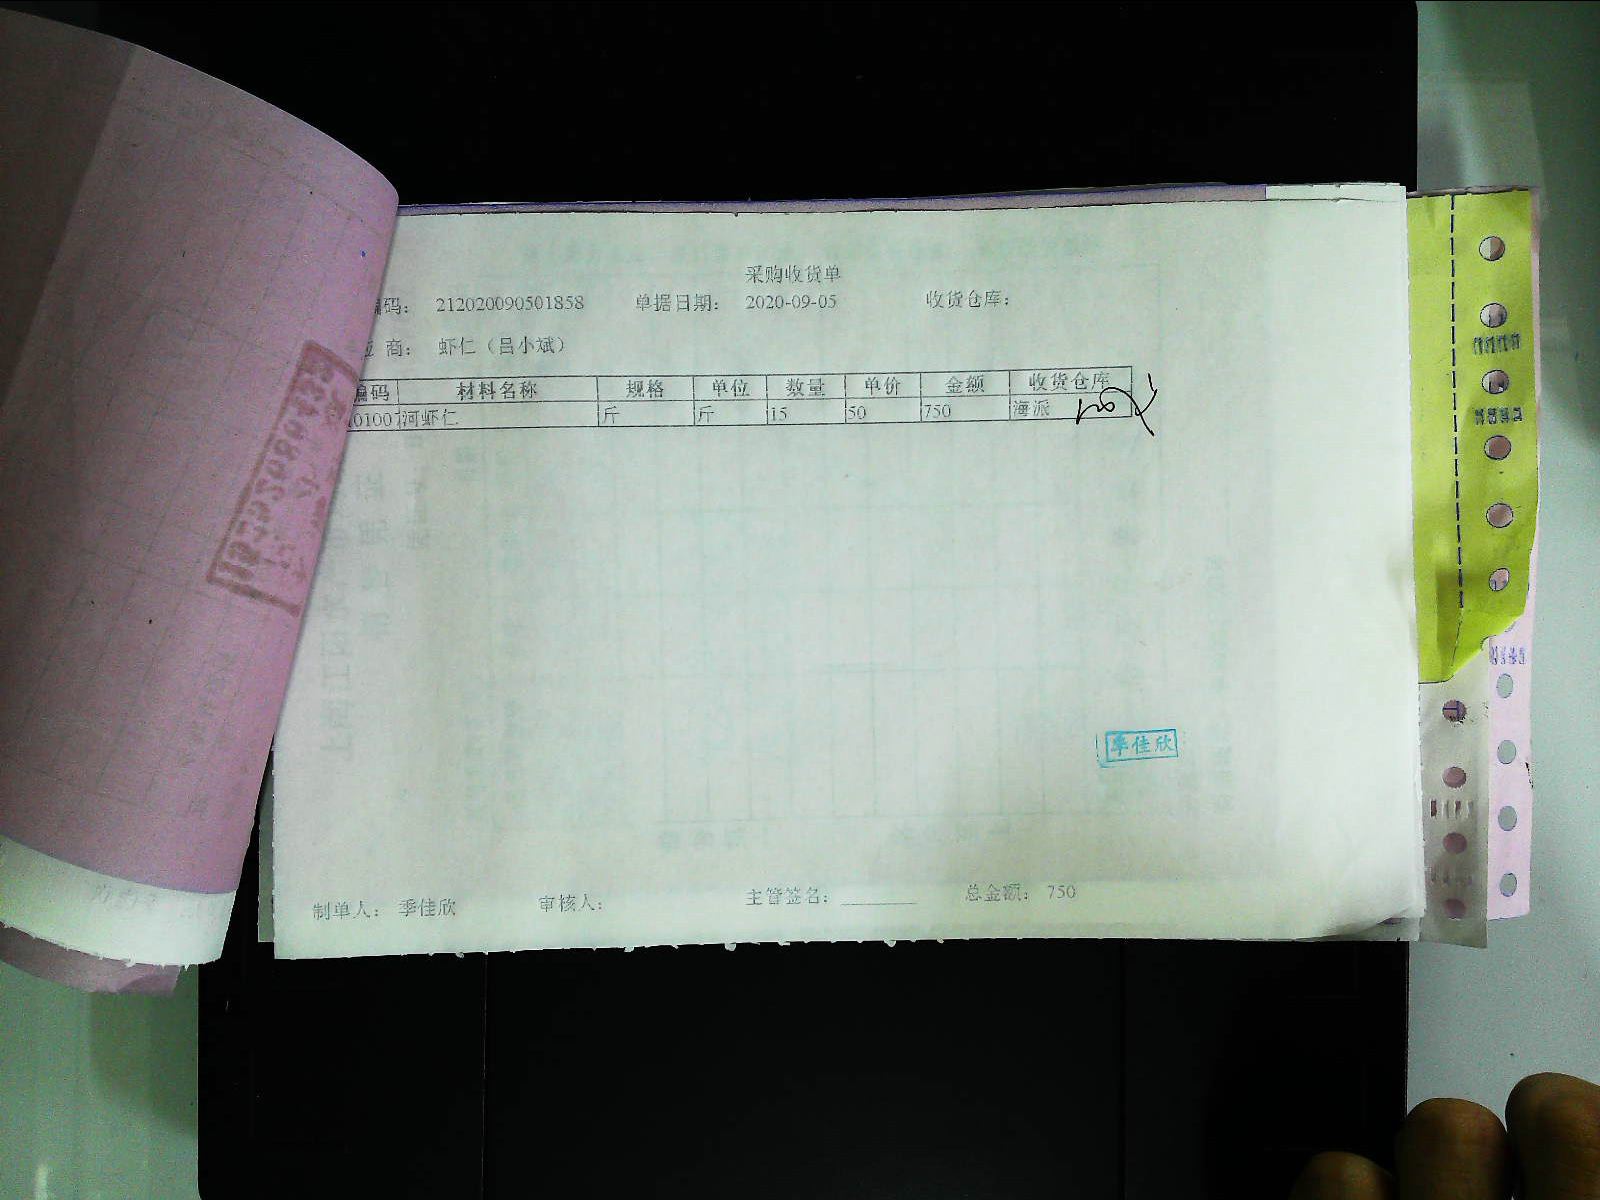 采购收货单
编码： 212020090501858 单据日期： 2020-09-05 收货仓库：
应 商： 虾仁（吕小斌）
编码 材料名称 规格 单位 数量 单价 金额 收货仓库
01007 河虾仁 斤 斤 15 50 750 海派
季佳欣
制单人： 季佳欣 审核人： 主管签名：________ 总金额： 750